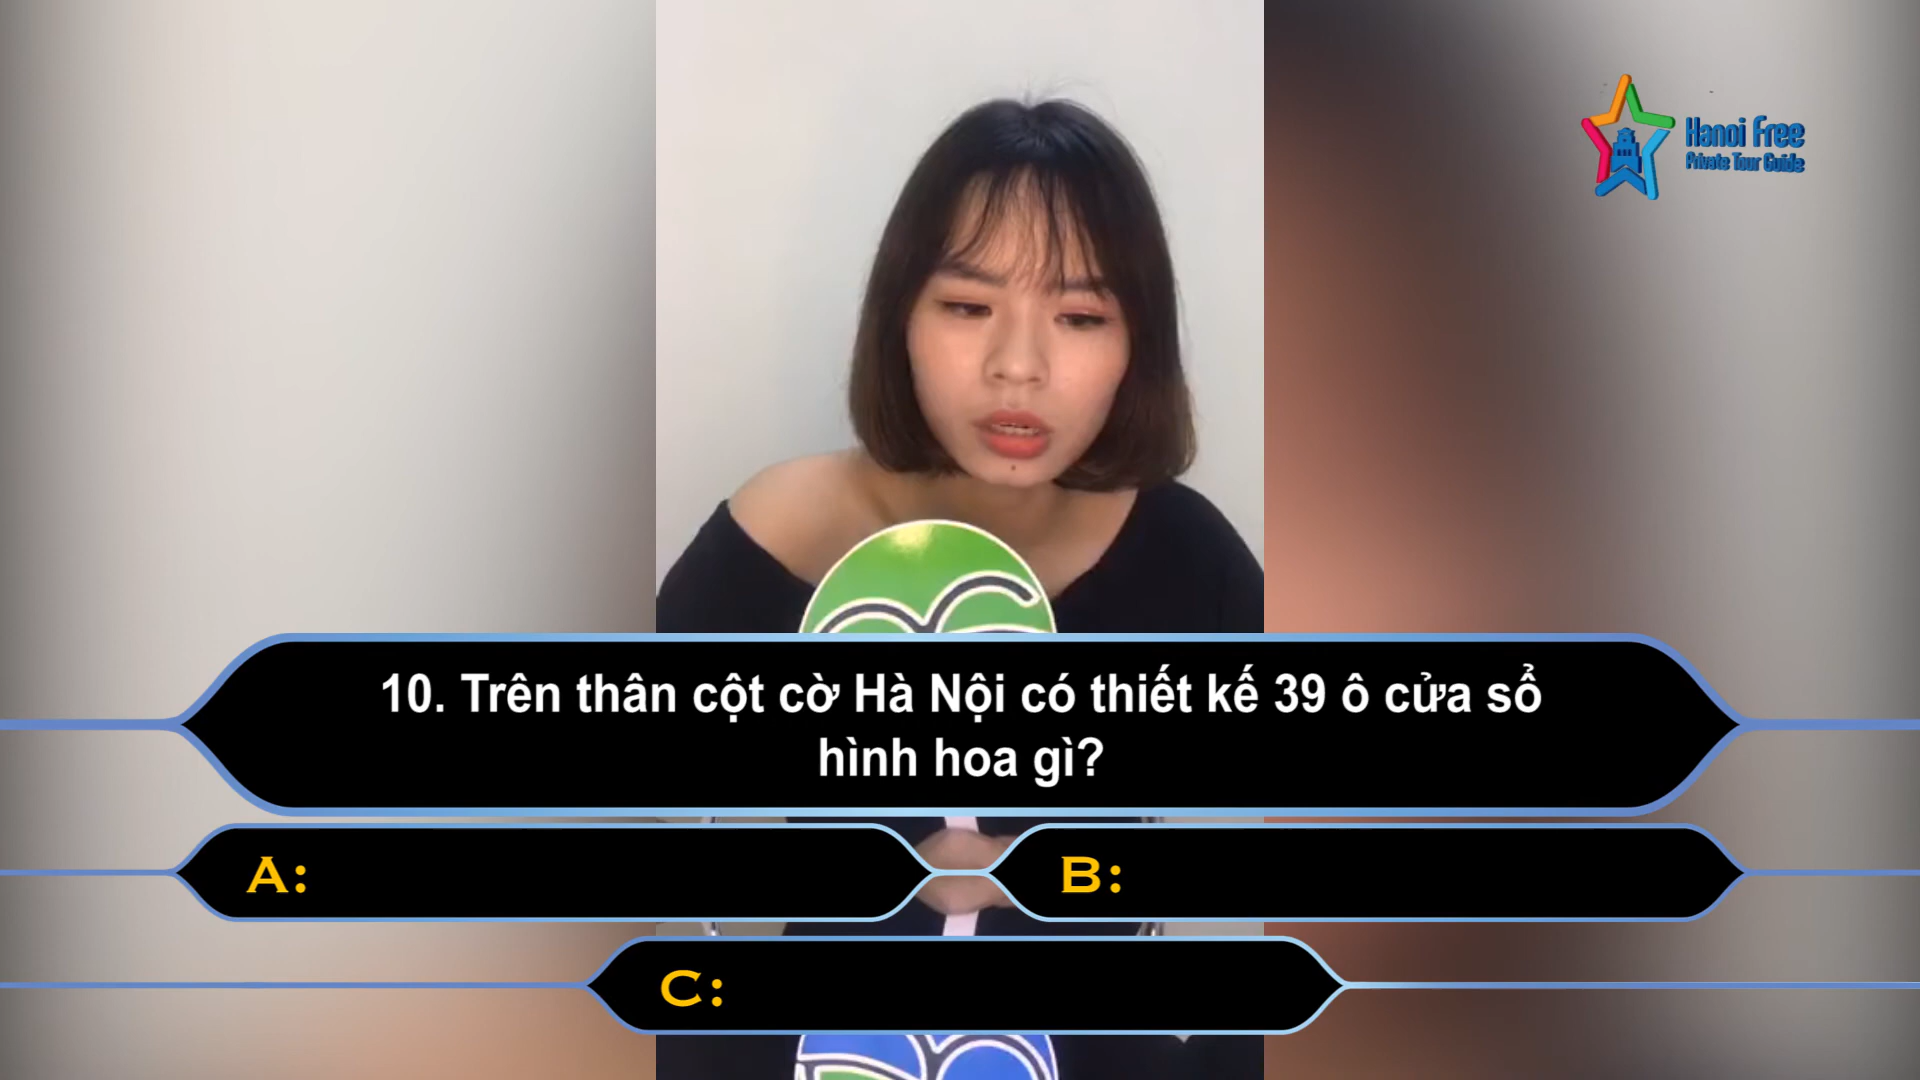 Hanoi Free
Private Tour Guide
10. Trên thân cột cờ Hà Nội có thiết kế 39 ô cửa sổ
hình hoa gì?
A:
B:
C: